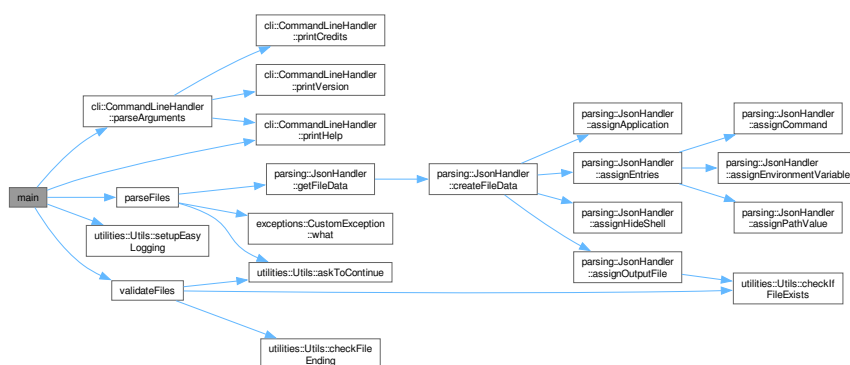 cli::CommandLineHandler
::printCredits
cli::CommandLineHandler
::printVersion
cli::CommandLineHandler
::parseArguments
cli::CommandLineHandler
::printHelp
parsing::JsonHandler
::assignApplication
parsing::JsonHandler
::assignCommand
main
parseFiles
parsing::JsonHandler
::getFileData
parsing::JsonHandler
::createFileData
parsing::JsonHandler
::assignEntries
parsing::JsonHandler
::assignEnvironmentVariable
utilities::Utils::setupEasy
Logging
exceptions::CustomException
::what
parsing::JsonHandler
::assignHideShell
parsing::JsonHandler
::assignPathValue
utilities::Utils::askToContinue
parsing::JsonHandler
::assignOutputFile
validateFiles
utilities::Utils::checkIf
FileExists
utilities::Utils::checkFile
Ending